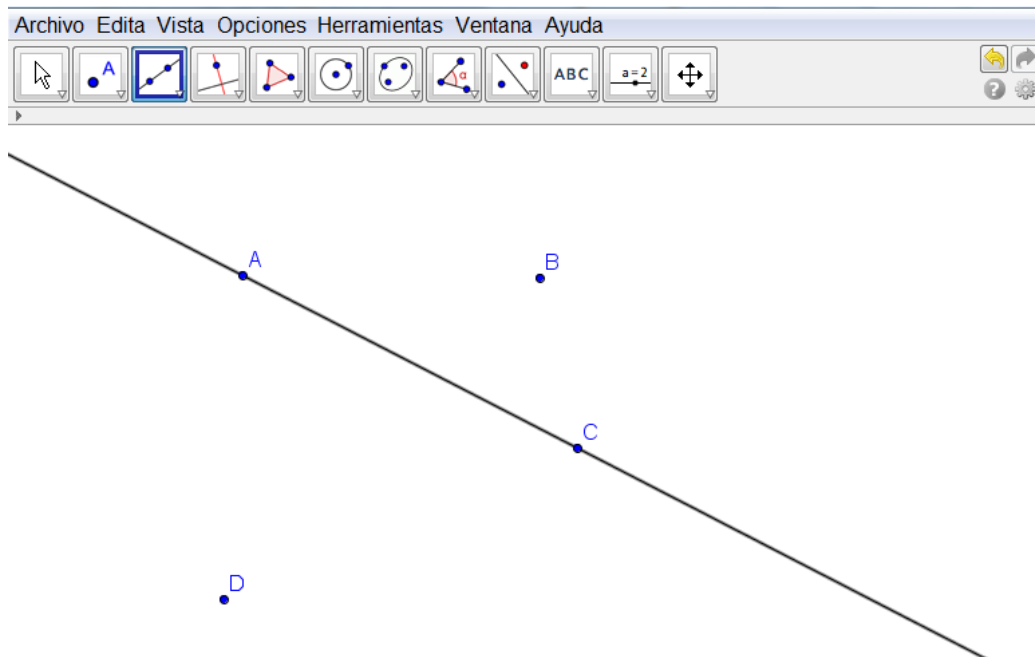 Archivo Edita Vista Opciones Herramientas Ventana Ayuda
A α ABC a=2
A
B
C
D